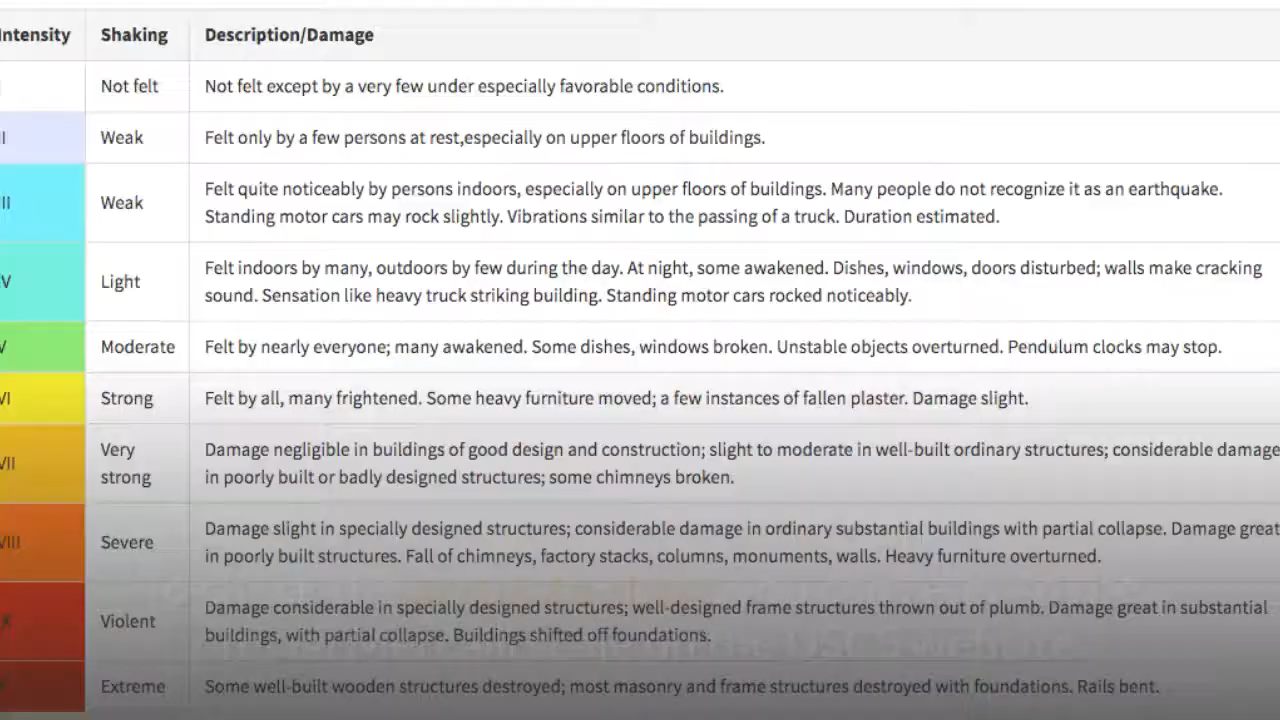 Intensity Shaking Description/Damage
Not felt Not felt except by a very few under especially favorable conditions.
II Weak Felt only by a few persons at rest,especially on upper floors of buildings.
III Weak Felt quite noticeably by persons indoors, especially on upper floors of buildings. Many people do not recognize it as an earthquake.
Standing motor cars may rock slightly. Vibrations similar to the passing of a truck. Duration estimated.
IV Light Felt indoors by many, outdoors by few during the day. At night, some awakened. Dishes, windows, doors disturbed; walls make cracking
sound. Sensation like heavy truck striking building. Standing motor cars rocked noticeably.
V Moderate Felt by nearly everyone; many awakened. Some dishes, windows broken. Unstable objects overturned. Pendulum clocks may stop.
VI Strong Felt by all, many frightened. Some heavy furniture moved; a few instances of fallen plaster. Damage slight.
VII Very strong Damage negligible in buildings of good design and construction; slight to moderate in well-built ordinary structures; considerable damage
in poorly built or badly designed structures; some chimneys broken.
VIII Severe Damage slight in specially designed structures; considerable damage in ordinary substantial buildings with partial collapse. Damage great
in poorly built structures. Fall of chimneys, factory stacks, columns, monuments, walls. Heavy furniture overturned.
IX Violent Damage considerable in specially designed structures; well-designed frame structures thrown out of plumb. Damage great in substantial
buildings, with partial collapse. Buildings shifted off foundations.
X Extreme Some well-built wooden structures destroyed; most masonry and frame structures destroyed with foundations. Rails bent.